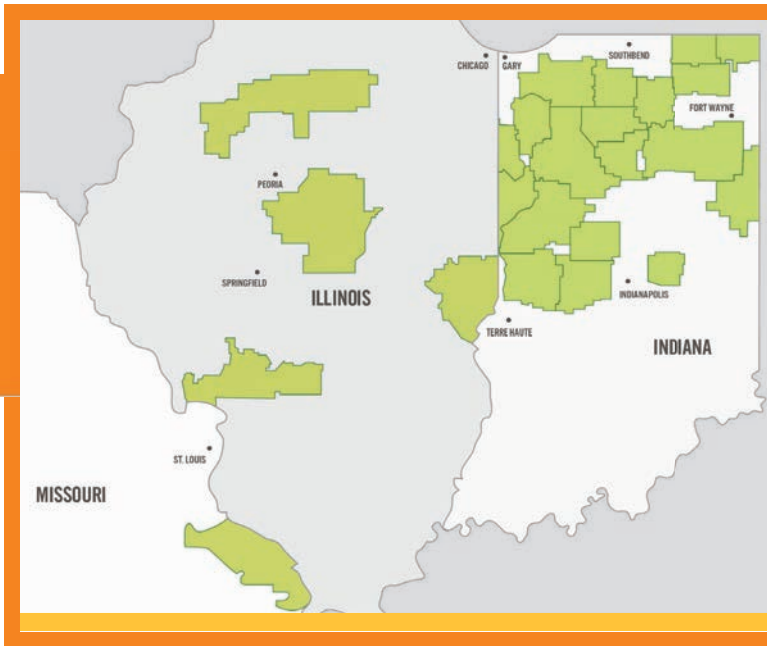 SOUTHBEND
CHICAGO
GARY
FORT WAYNE
PEORIA
SPRINGFIELD
ILLINOIS
INDIANAPOLIS
TERRE HAUTE
INDIANA
ST. LOUIS
MISSOURI